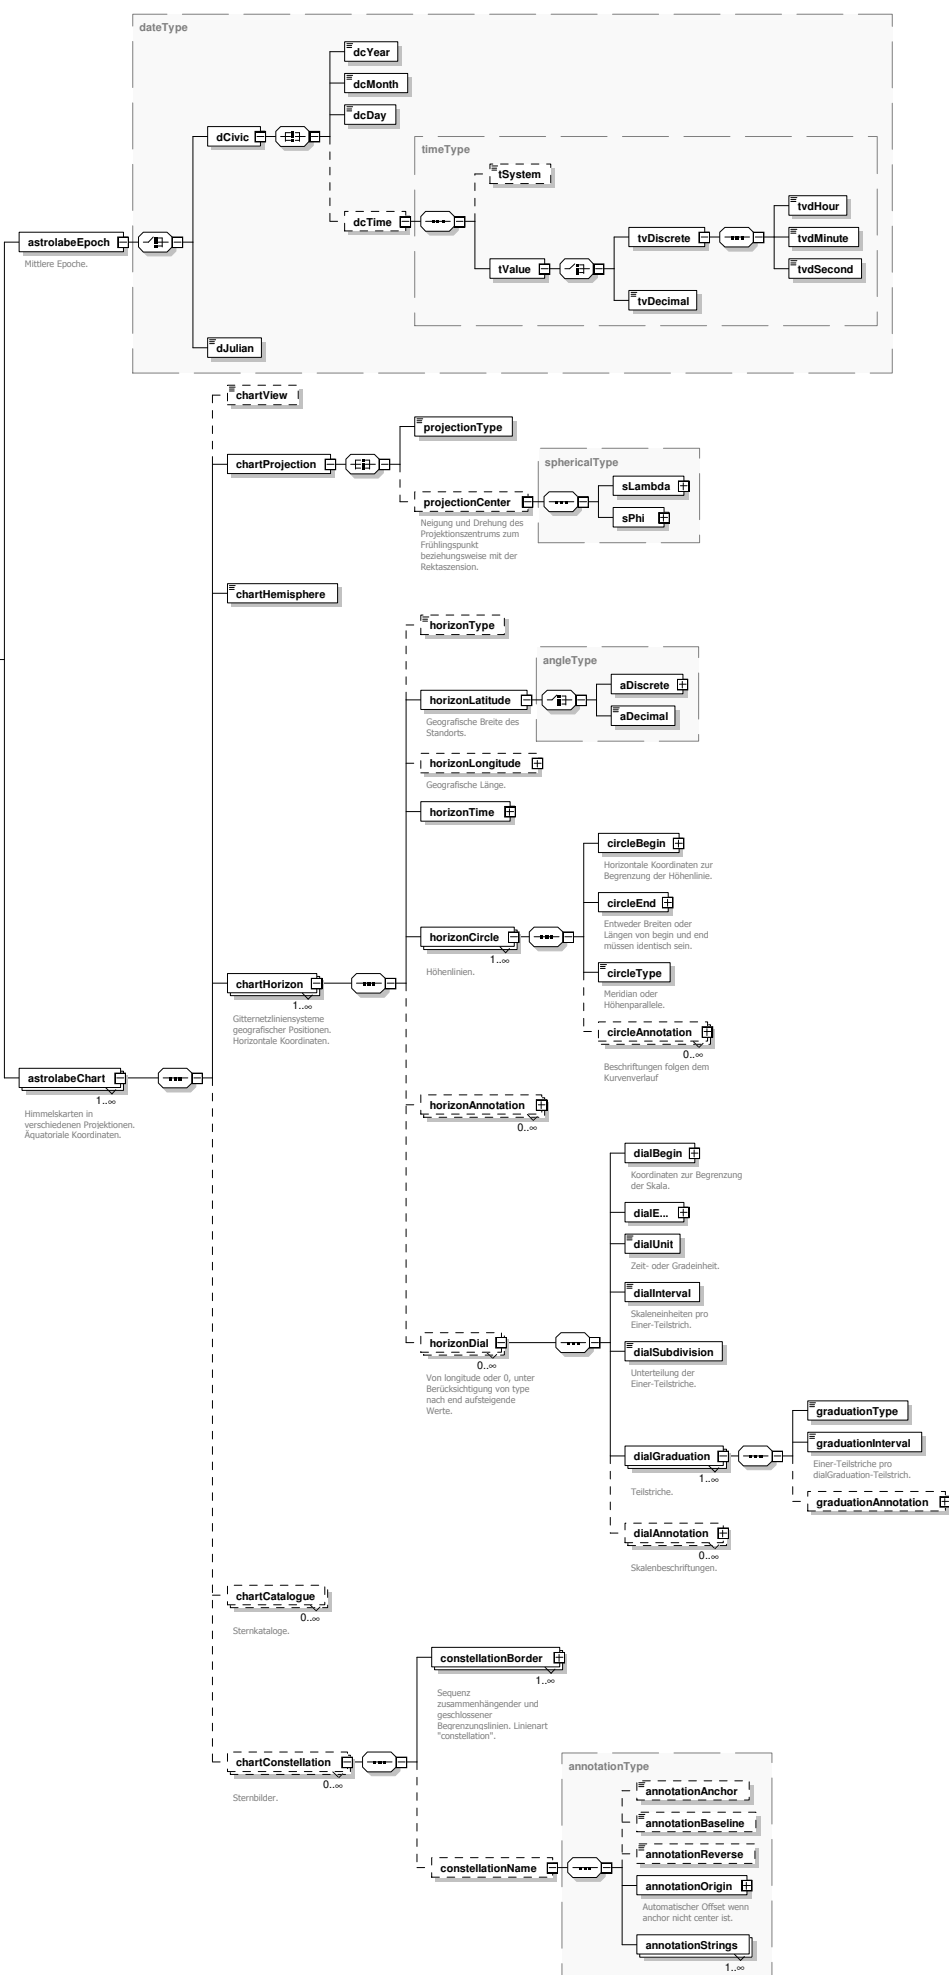 dateType
dcYear
dcMonth
dcDay
dCivic
timeType
tSystem
dcTime
tvdHour
tvDiscrete
tvdMinute
tValue
tvdSecond
tvDecimal
astrolabeEpoch
Mittlere Epoche.
dJulian
chartView
projectionType
chartProjection
sphericalType
sLambda
projectionCenter
sPhi
Neigung und Drehung des
Projektionszentrums zum
Frühlingspunkt
beziehungsweise mit der
Rektaszension.
chartHemisphere
horizonType
angleType
aDiscrete
horizonLatitude
aDecimal
Geografische Breite des
Standorts.
horizonLongitude
Geografische Länge.
horizonTime
circleBegin
Horizontale Koordinaten zur
Begrenzung der Höhenlinie.
circleEnd
Entweder Breiten oder
Längen von begin und end
müssen identisch sein.
horizonCircle
1..∞
Höhenlinien.
circleType
Meridian oder
Höhenparallele.
chartHorizon
1..∞
Gitternetzliniensysteme
geografischer Positionen.
Horizontale Koordinaten.
circleAnnotation
0..∞
Beschriftungen folgen dem
Kurvenverlauf
astrolabeChart
1..∞
Himmelskarten in
verschiedenen Projektionen.
Äquatoriale Koordinaten.
horizonAnnotation
0..∞
dialBegin
Koordinaten zur Begrenzung
der Skala.
dialE...
dialUnit
Zeit- oder Gradeinheit.
dialInterval
Skaleneinheiten pro
Einer-Teilstrich.
horizonDial
0..∞
Von longitude oder 0, unter
Berücksichtigung von type
nach end aufsteigende
Werte.
dialSubdivision
Unterteilung der
Einer-Teilstriche.
graduationType
graduationInterval
Einer-Teilstriche pro
dialGraduation-Teilstrich.
dialGraduation
1..∞
Teilstriche.
graduationAnnotation
dialAnnotation
0..∞
Skalenbeschriftungen.
chartCatalogue
0..∞
Sternkataloge.
constellationBorder
1..∞
Sequenz
zusammenhängender und
geschlossener
Begrenzungslinien. Linienart
"constellation".
chartConstellation
0..∞
Sternbilder.
annotationType
annotationAnchor
annotationBaseline
annotationReverse
constellationName
annotationOrigin
Automatischer Offset wenn
anchor nicht center ist.
annotationStrings
1..∞